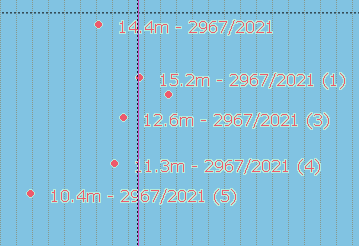 14.4m - 2967/2021
15.2m - 2967/2021 (1)
12.6m - 2967/2021 (3)
11.3m - 2967/2021 (4)
10.4m - 2967/2021 (5)